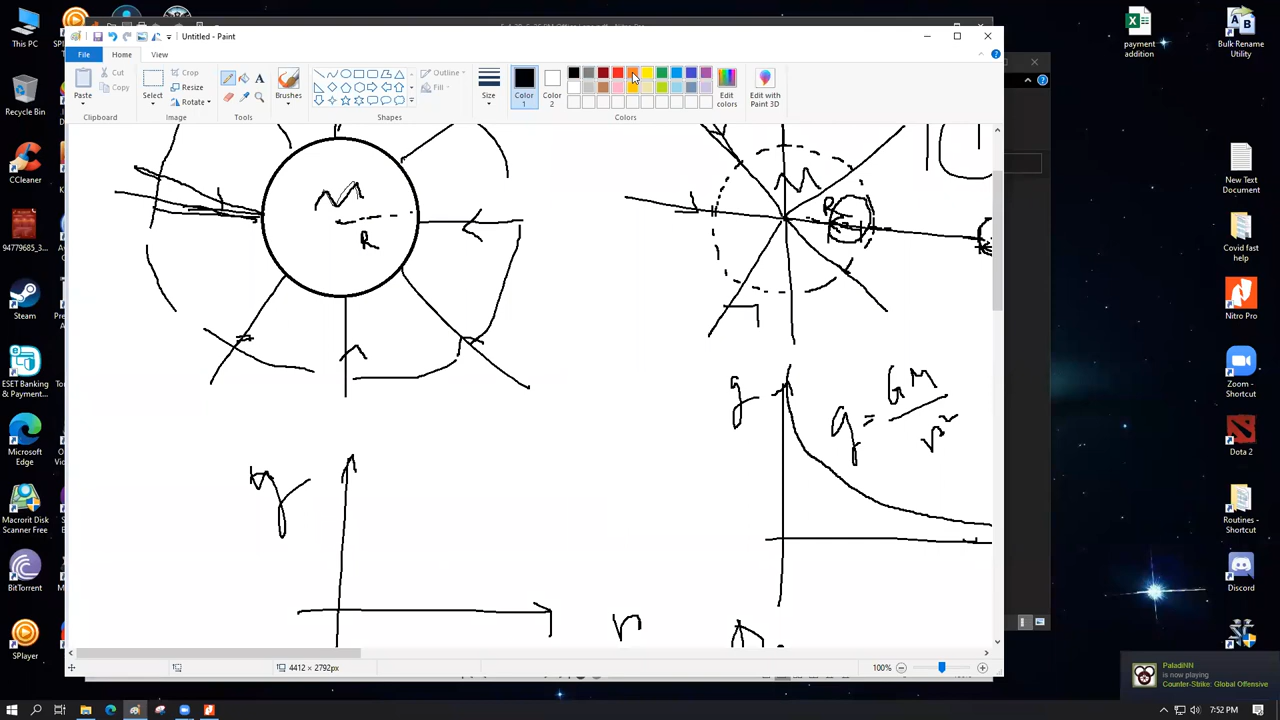 This PC
Recycle Bin
CCleaner
94779685_3...
Steam
ESET Banking
& Paymen...
Microsoft
Edge
Macrorit Disk
Scanner Free
BitTorrent
SPlayer
Untitled - Paint
File
Home
View
Paste
Cut
Copy
Clipboard
Select
Crop
Resize
Rotate
Image
A
Tools
Brushes
Outline
Fill
Shapes
Size
Color
1
Color
2
Edit
colors
Colors
Edit with
Paint 3D
M
R
M
R
g
g = GM / r²
r
4412 × 2792px
100%
payment
addition
Bulk Rename
Utility
New Text
Document
Covid fast
help
Nitro Pro
Zoom -
Shortcut
Dota 2
Routines -
Shortcut
Discord
PaladiNN
is now playing
Counter-Strike: Global Offensive
7:52 PM